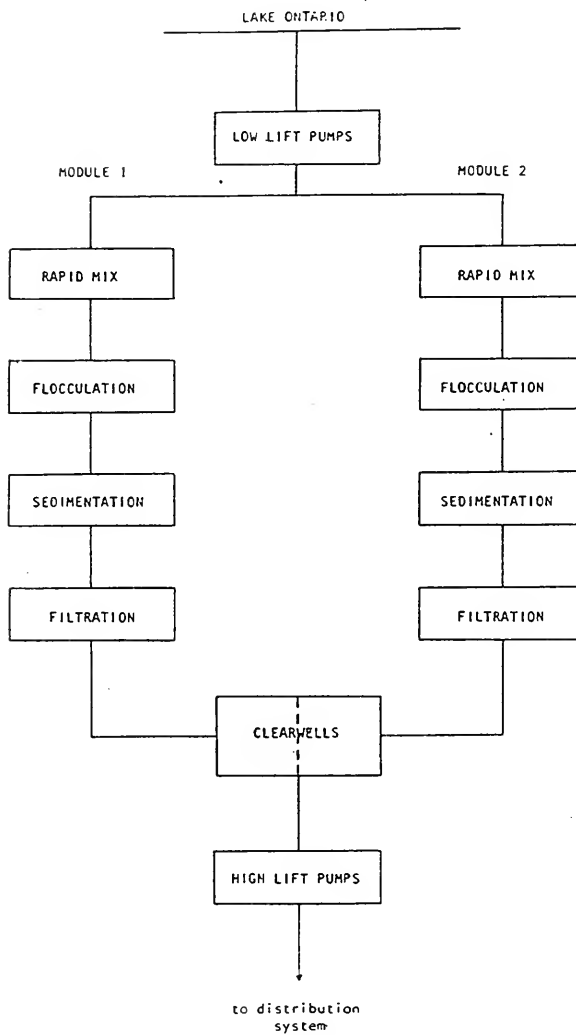 LAKE ONTARIO
LOW LIFT PUMPS
MODULE 1
MODULE 2
RAPID MIX
RAPID MIX
FLOCCULATION
FLOCCULATION
SEDIMENTATION
SEDIMENTATION
FILTRATION
FILTRATION
CLEARWELLS
HIGH LIFT PUMPS
to distribution
system